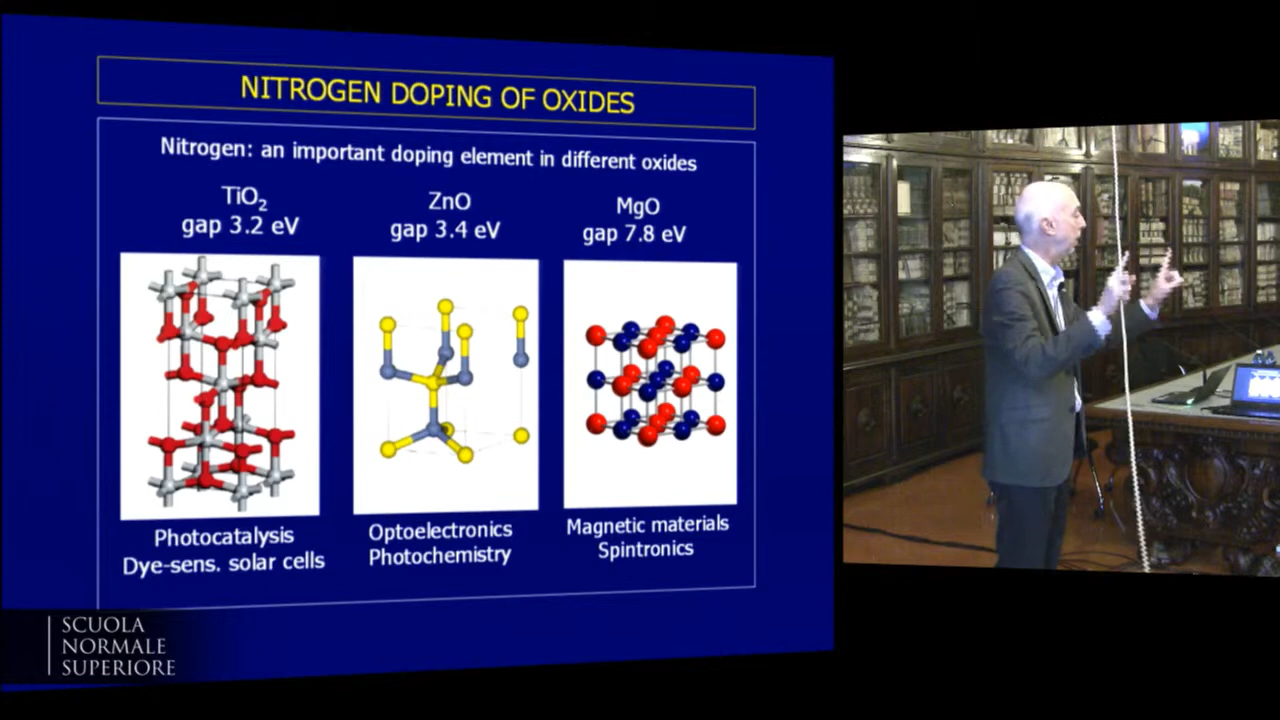 NITROGEN DOPING OF OXIDES
Nitrogen: an important doping element in different oxides
TiO₂
gap 3.2 eV
ZnO
gap 3.4 eV
MgO
gap 7.8 eV
Photocatalysis
Dye-sens. solar cells
Optoelectronics
Photochemistry
Magnetic materials
Spintronics
SCUOLA
NORMALE
SUPERIORE